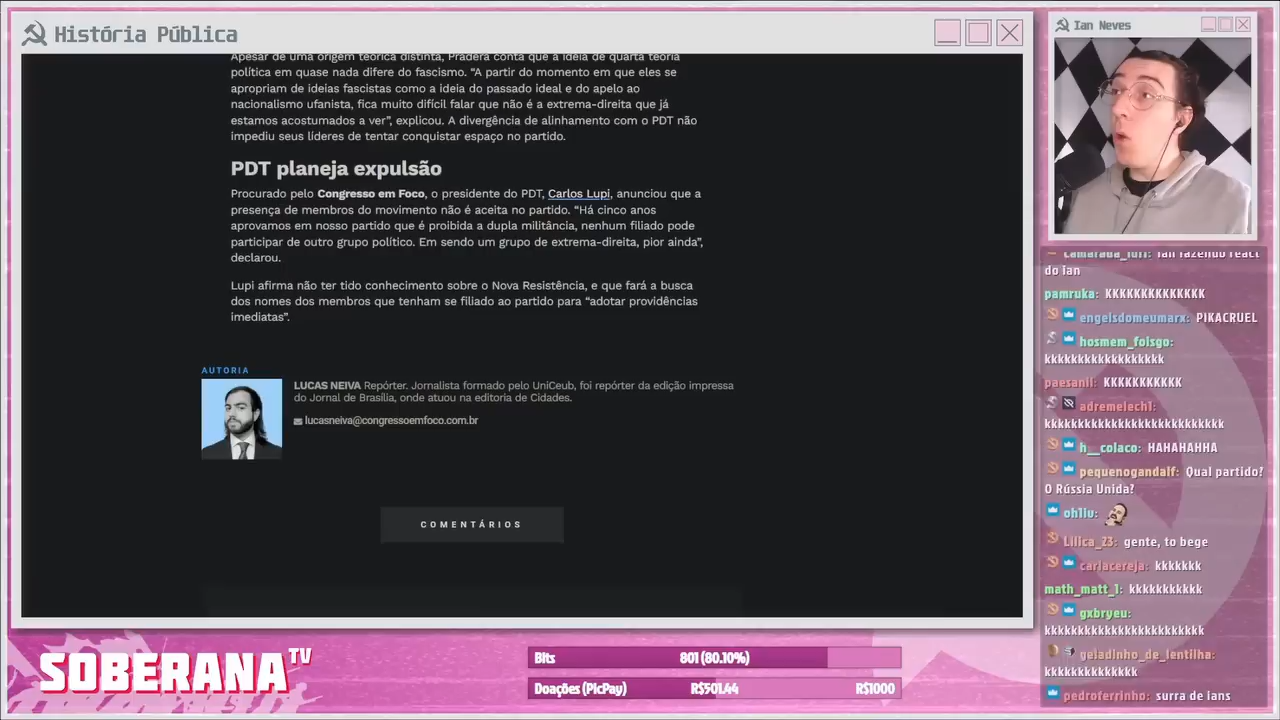 História Pública
Apesar de uma origem teórica distinta, Pradera conta que a ideia de quarta teoria
política em quase nada difere do fascismo. “A partir do momento em que eles se
apropriam de ideias fascistas como a ideia do passado ideal e do apelo ao
nacionalismo ufanista, fica muito difícil falar que não é a extrema-direita que já
estamos acostumados a ver”, explicou. A divergência de alinhamento com o PDT não
impediu seus líderes de tentar conquistar espaço no partido.
PDT planeja expulsão
Procurado pelo Congresso em Foco, o presidente do PDT, Carlos Lupi, anunciou que a
presença de membros do movimento não é aceita no partido. “Há cinco anos
aprovamos em nosso partido que é proibida a dupla militância, nenhum filiado pode
participar de outro grupo político. Em sendo um grupo de extrema-direita, pior ainda”,
declarou.
Lupi afirma não ter tido conhecimento sobre o Nova Resistência, e que fará a busca
dos nomes dos membros que tenham se filiado ao partido para “adotar providências
imediatas”.
AUTORIA
LUCAS NEIVA Repórter. Jornalista formado pelo UniCeub, foi repórter da edição impressa
do Jornal de Brasília, onde atuou na editoria de Cidades.
lucasneiva@congressoemfoco.com.br
COMENTÁRIOS
Ian Neves
do ian
pamruka: KKKKKKKKKKKKKK
engelsdomeumarx: PIKACRUEL
hosmem_foisgo:
kkkkkkkkkkkkkkkkkk
paesanii: KKKKKKKKKKK
adremelech1:
kkkkkkkkkkkkkkkkkkkkkkkkkkk
h__colaco: HAHAHAHHA
pequenogandalf: Qual partido?
O Rússia Unida?
oh1iu:
Lilica_23: gente, to bege
carlacereja: kkkkkkk
math_matt_1: kkkkkkkkkkk
gxbryeu:
kkkkkkkkkkkkkkkkkkkkkkkk
geladinho_de_lentilha:
kkkkkkkkkkkkkk
pedroferrinho: surra de ians
SOBERANA TV
Bits 801 (80.10%)
Doações (PicPay) R$501.44 R$1000